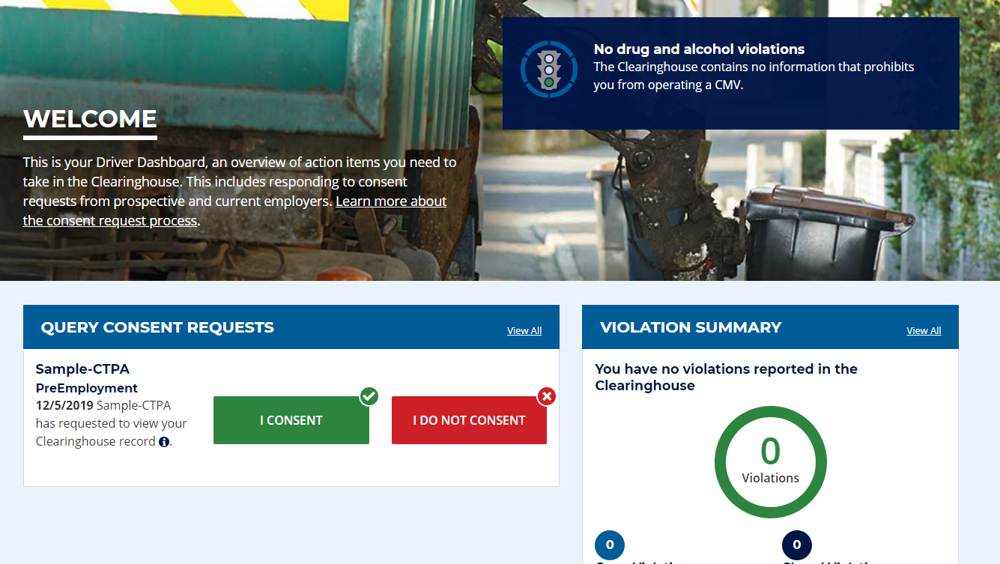 No drug and alcohol violations
The Clearinghouse contains no information that prohibits
you from operating a CMV.
WELCOME
This is your Driver Dashboard, an overview of action items you need to
take in the Clearinghouse. This includes responding to consent
requests from prospective and current employers. Learn more about
the consent request process.
QUERY CONSENT REQUESTS
View All
Sample-CTPA
PreEmployment
12/5/2019 Sample-CTPA
has requested to view your
Clearinghouse record.
I CONSENT
I DO NOT CONSENT
VIOLATION SUMMARY
View All
You have no violations reported in the
Clearinghouse
0
Violations
0
0